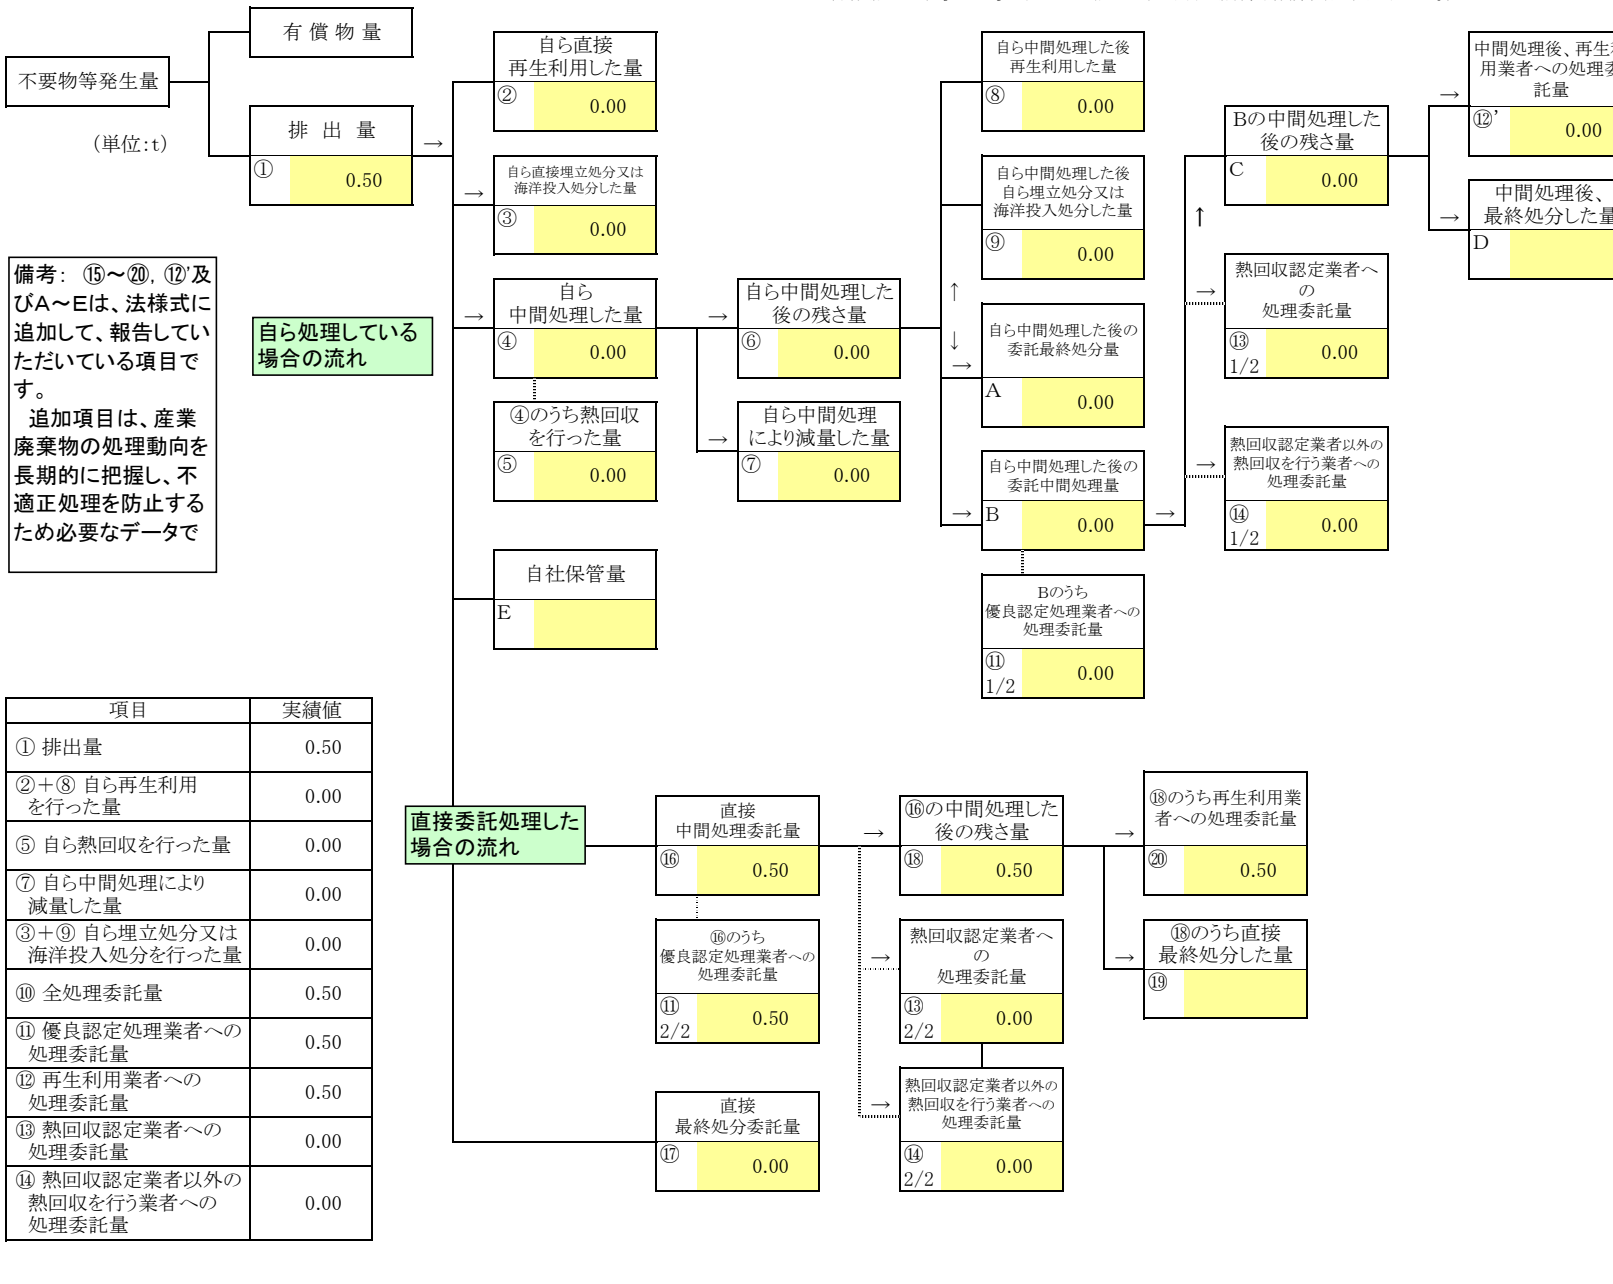 有 償 物 量
不要物等発生量
(単位:t)
排 出 量
→
①
0.50
自ら直接
再生利用した量
②
0.00
→
自ら直接埋立処分又は
海洋投入処分した量
③
0.00
→
自ら
中間処理した量
④
0.00
④のうち熱回収
を行った量
⑤
0.00
自社保管量
E
→
自ら中間処理した
後の残さ量
⑥
0.00
→
自ら中間処理
により減量した量
⑦
0.00
自ら中間処理した後
再生利用した量
⑧
0.00
自ら中間処理した後
自ら埋立処分又は
海洋投入処分した量
⑨
0.00
↑
↓
→
自ら中間処理した後の
委託最終処分量
A
0.00
自ら中間処理した後の
委託中間処理量
→
B
0.00
→
Bのうち
優良認定処理業者への
処理委託量
⑪
1/2
0.00
Bの中間処理した
後の残さ量
C
0.00
↑
→
熱回収認定業者へ
の
処理委託量
⑬
1/2
0.00
→
熱回収認定業者以外の
熱回収を行う業者への
処理委託量
⑭
1/2
0.00
→
中間処理後、再生
用業者への処理
託量
⑫’
0.00
→
中間処理後、
最終処分した
D
備考: ⑮~⑳, ⑫'及
びA~Eは、法様式に
追加して、報告してい
ただいている項目で
す。
追加項目は、産業
廃棄物の処理動向を
長期的に把握し、不
適正処理を防止する
ため必要なデータで
自ら処理している
場合の流れ
項目 実績値
① 排出量 0.50
②+⑧ 自ら再生利用
を行った量 0.00
⑤ 自ら熱回収を行った量 0.00
⑦ 自ら中間処理により
減量した量 0.00
③+⑨ 自ら埋立処分又は
海洋投入処分を行った量 0.00
⑩ 全処理委託量 0.50
⑪ 優良認定処理業者への
処理委託量 0.50
⑫ 再生利用業者への
処理委託量 0.50
⑬ 熱回収認定業者への
処理委託量 0.00
⑭ 熱回収認定業者以外の
熱回収を行う業者への
処理委託量 0.00
直接委託処理した
場合の流れ
直接
中間処理委託量
⑯
0.50
⑯のうち
優良認定処理業者への
処理委託量
⑪
2/2
0.50
直接
最終処分委託量
⑰
0.00
→
⑯の中間処理した
後の残さ量
⑱
0.50
→
熱回収認定業者へ
の
処理委託量
⑬
2/2
0.00
→
熱回収認定業者以外の
熱回収を行う業者への
処理委託量
⑭
2/2
0.00
→
⑱のうち再生利用業
者への処理委託量
⑳
0.50
→
⑱のうち直接
最終処分した量
⑲